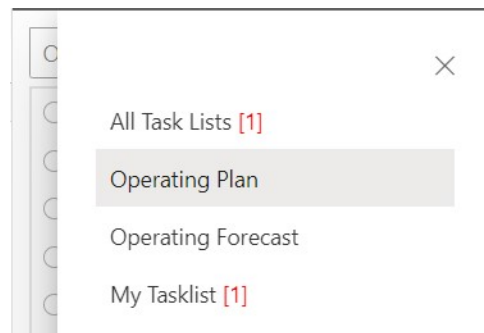 All Task Lists [1]
Operating Plan
Operating Forecast
My Tasklist [1]